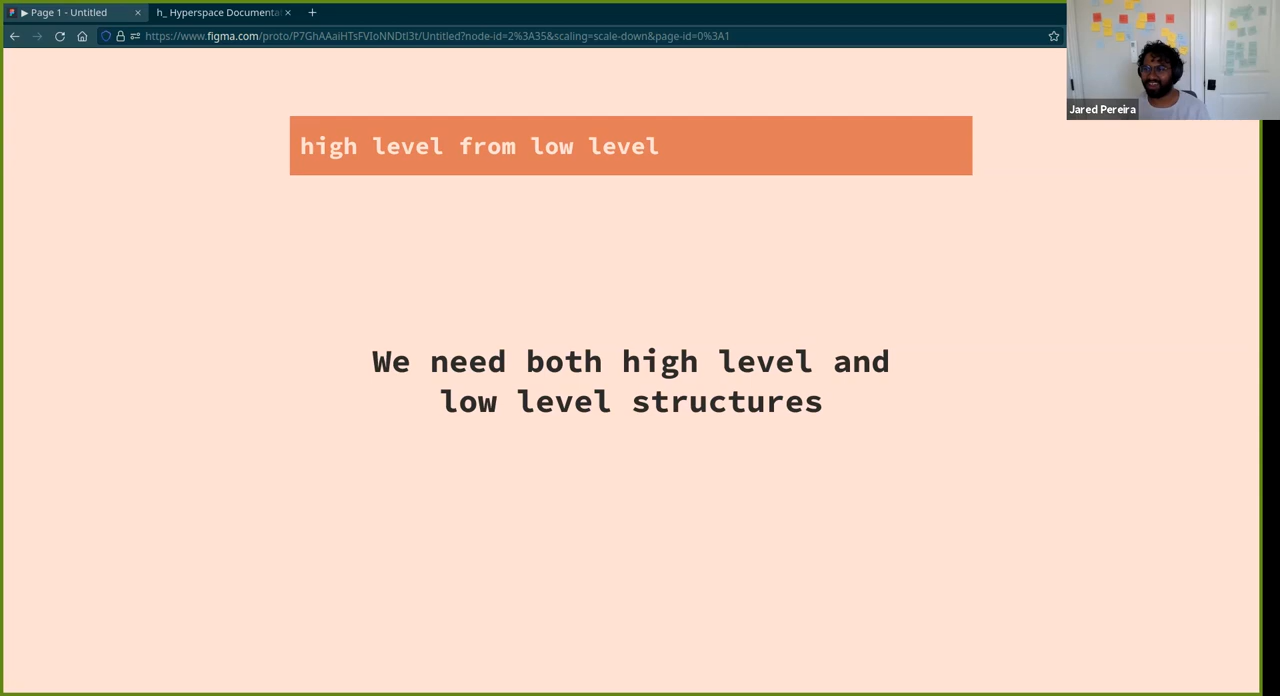 ▶ Page 1 - Untitled
h_ Hyperspace Documenta
https://www.figma.com/proto/P7GhAAaiHTsFVIoNNDtI3t/Untitled?node-id=2%3A35&scaling=scale-down&page-id=0%3A1
Jared Pereira
high level from low level
We need both high level and
low level structures